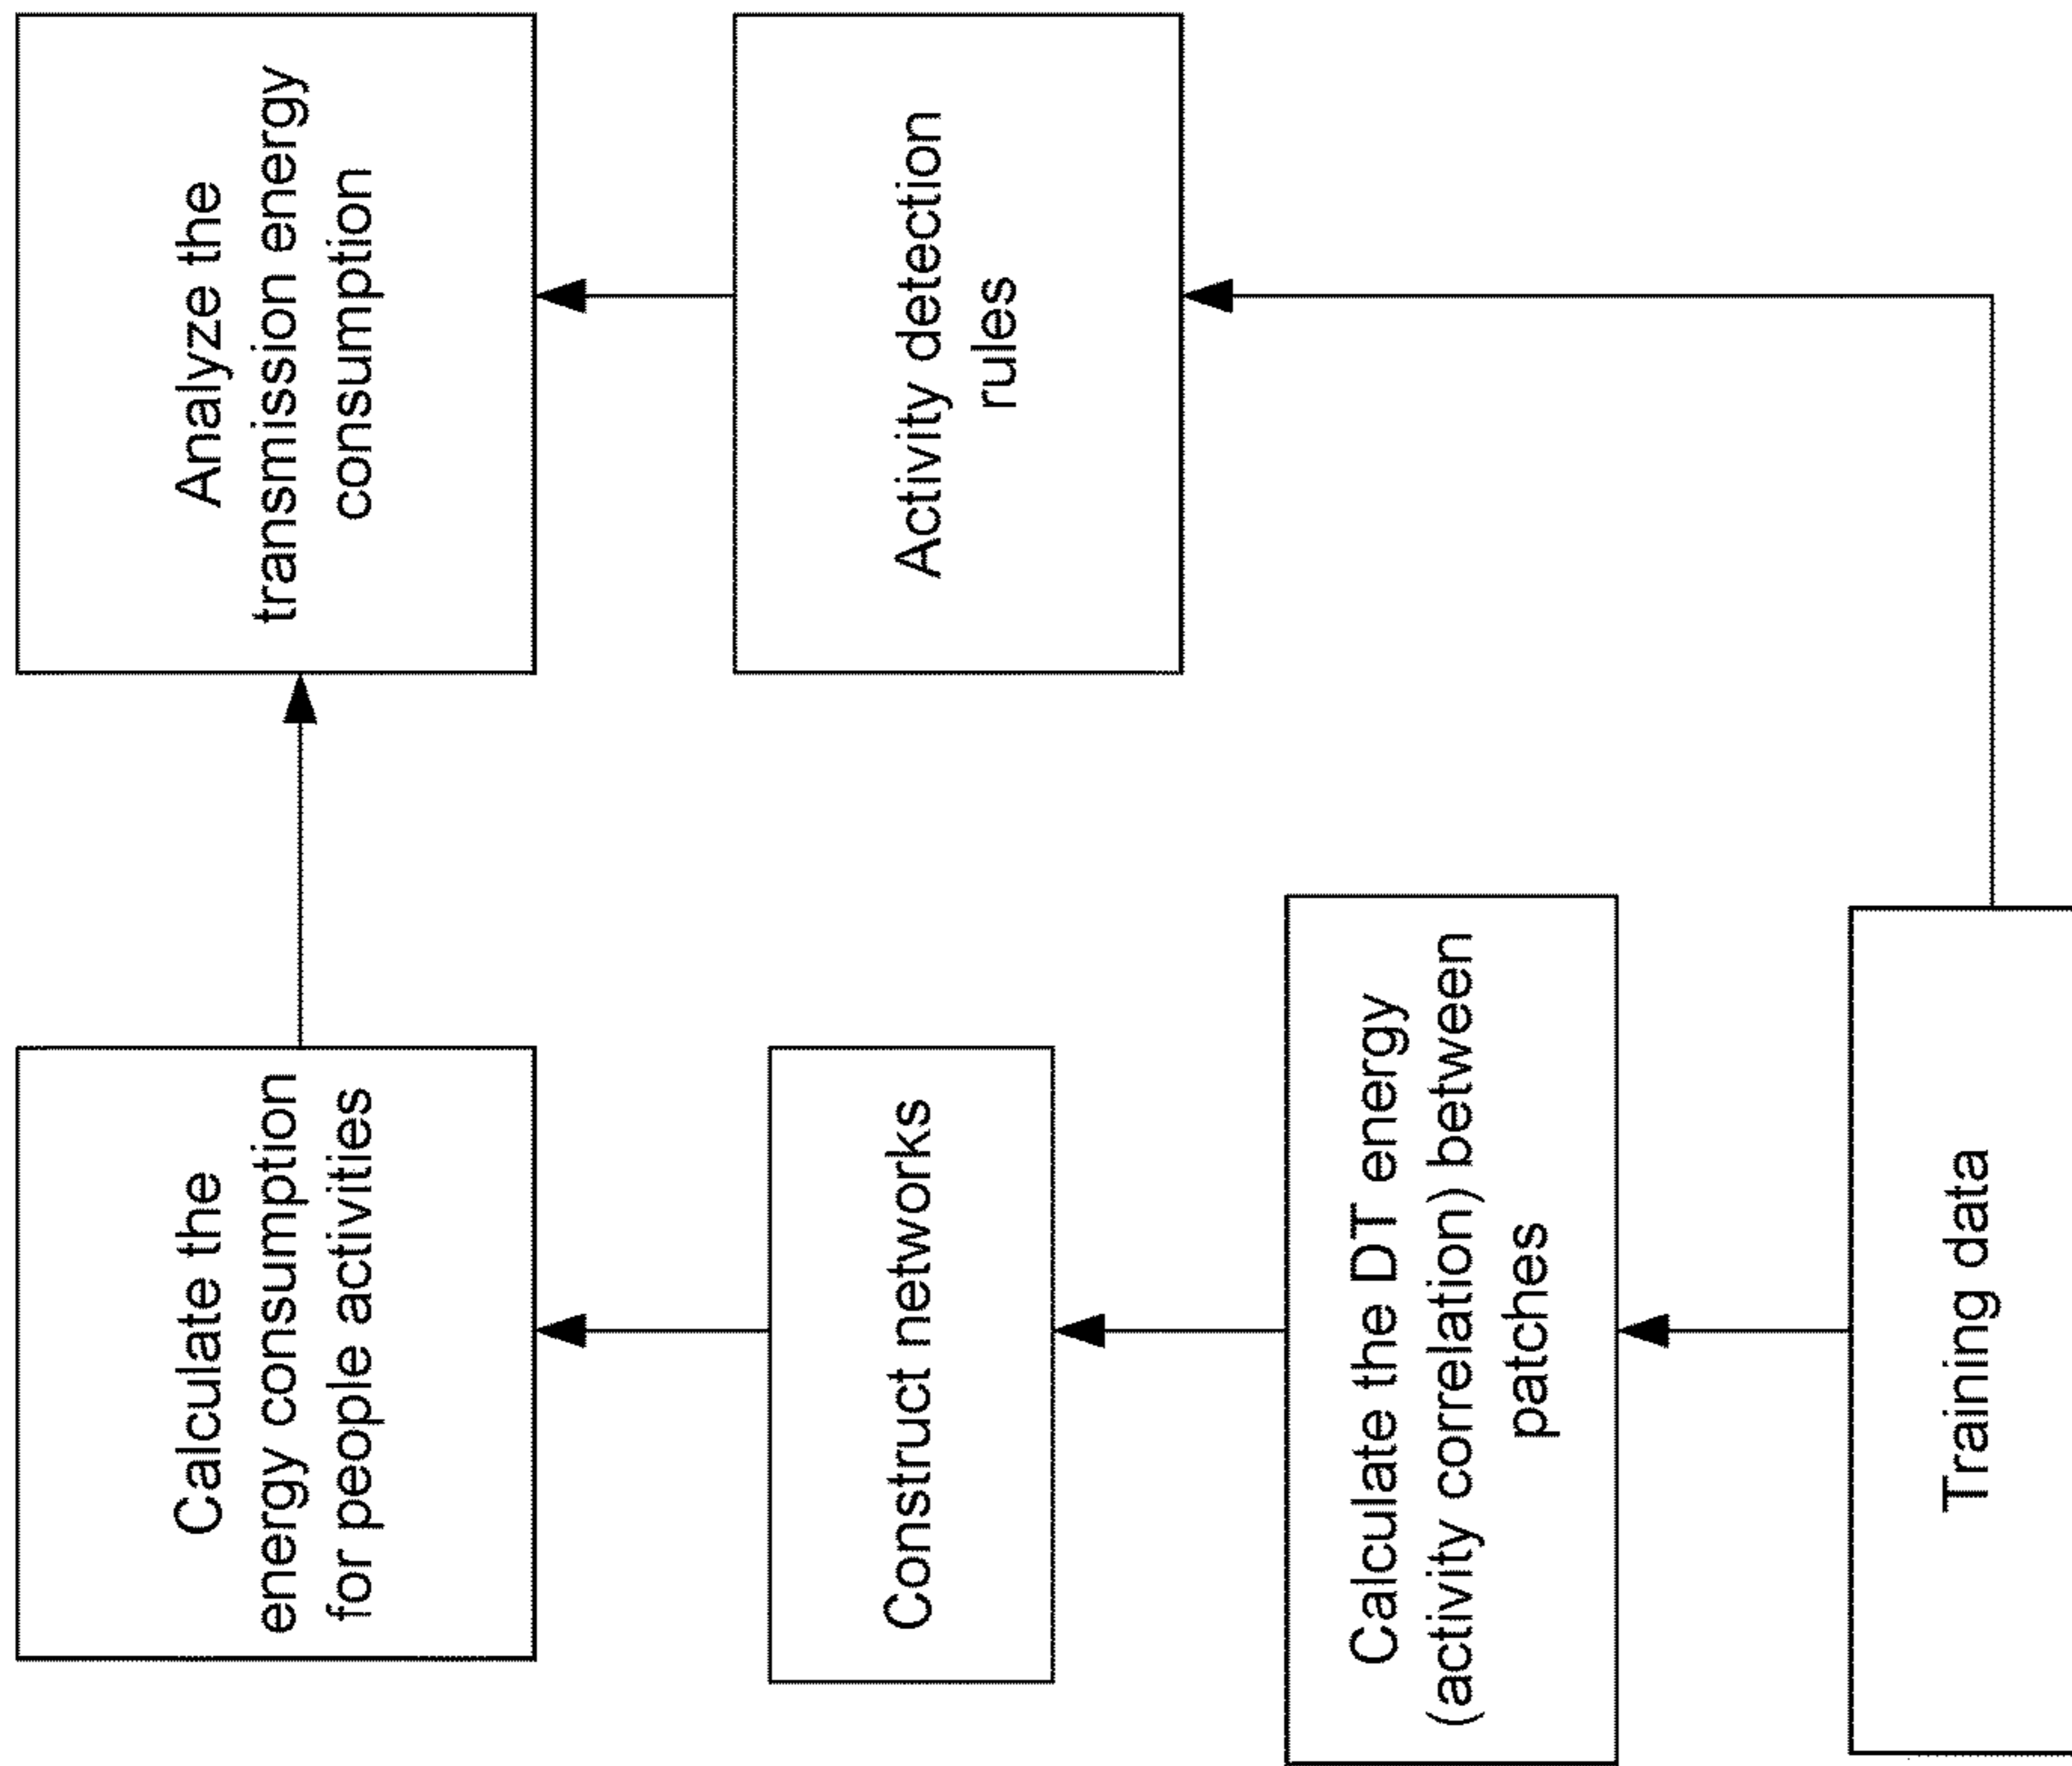 Training data
Calculate the DT energy
(activity correlation) between
patches
Construct networks
Calculate the
energy consumption
for people activities
Activity detection
rules
Analyze the
transmission energy
consumption